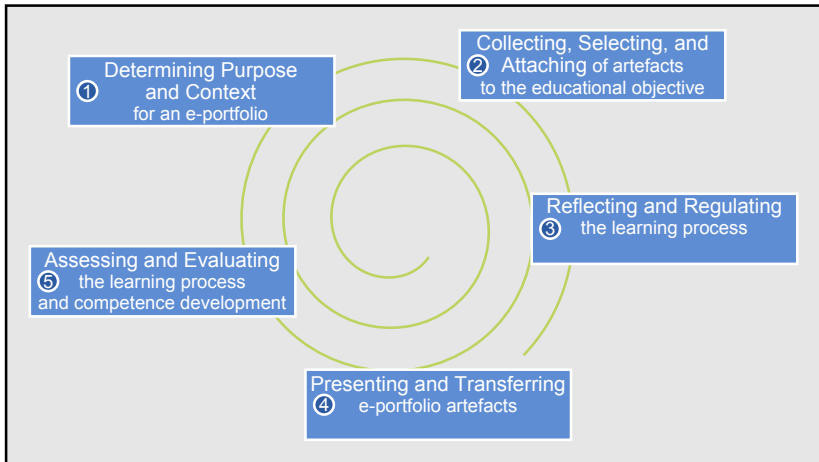 Determining Purpose
① and Context
for an e-portfolio
Collecting, Selecting, and
② Attaching of artefacts
to the educational objective
Reflecting and Regulating
③ the learning process
Presenting and Transferring
④ e-portfolio artefacts
Assessing and Evaluating
⑤ the learning process
and competence development